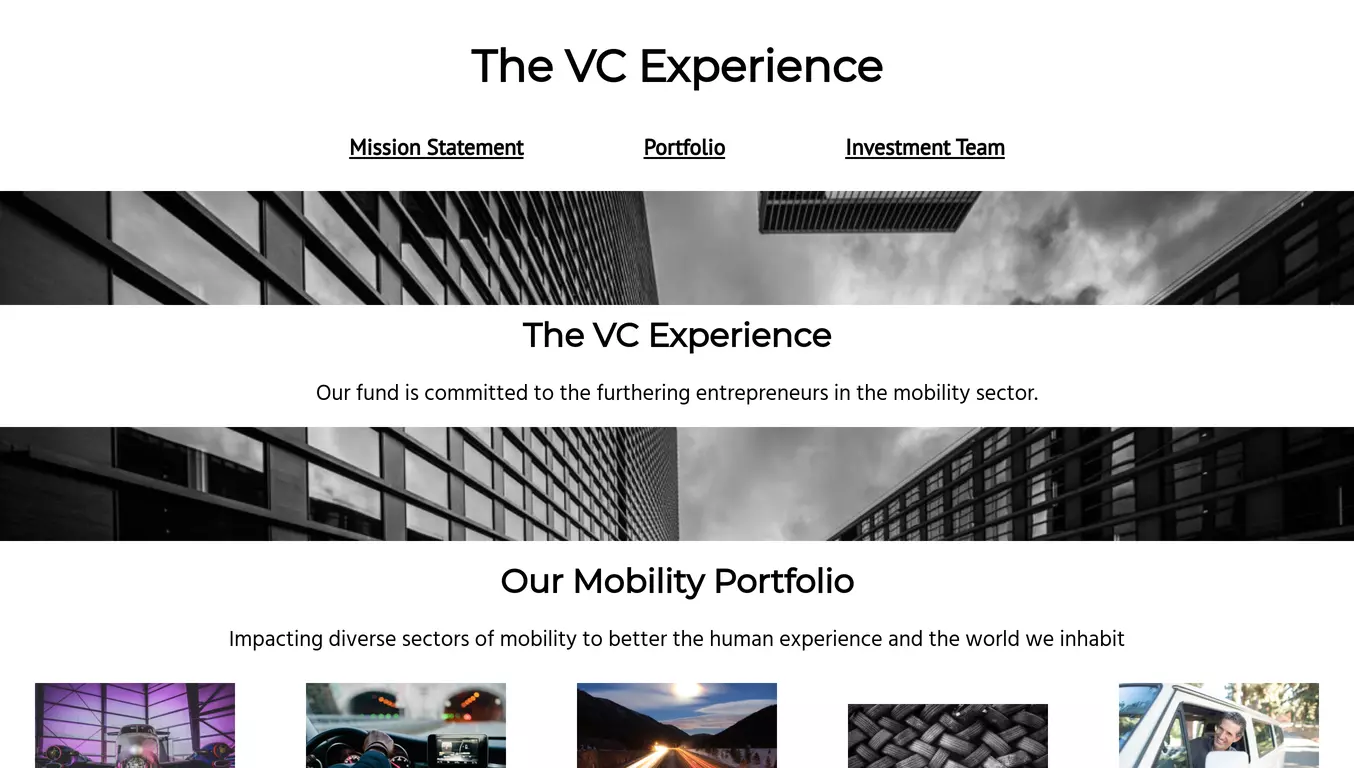 The VC Experience
Mission Statement
Portfolio
Investment Team
The VC Experience
Our fund is committed to the furthering entrepreneurs in the mobility sector.
Our Mobility Portfolio
Impacting diverse sectors of mobility to better the human experience and the world we inhabit